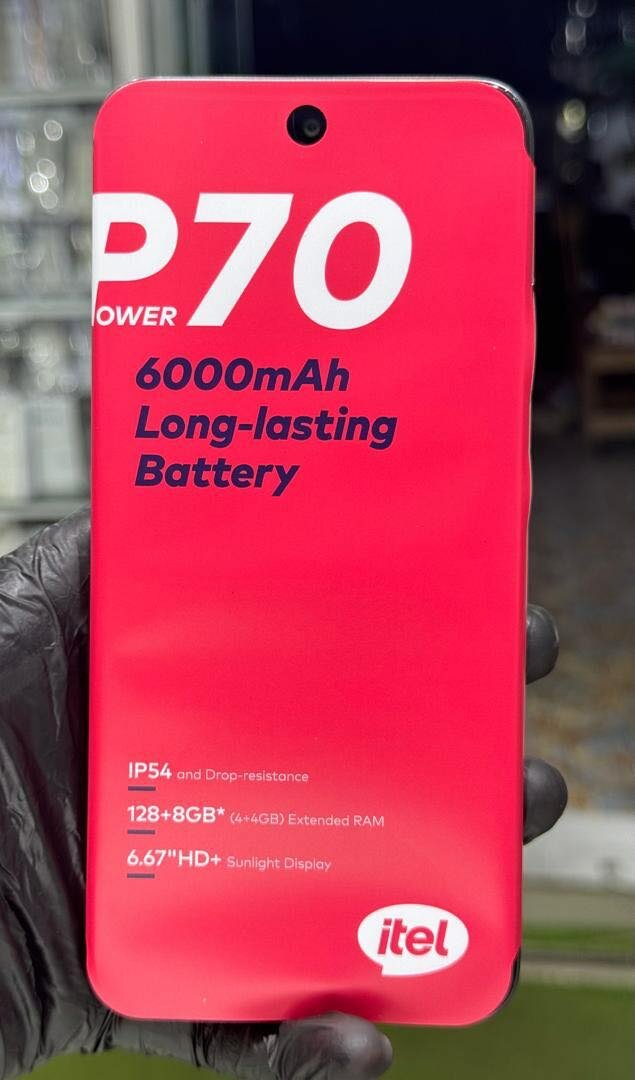 P70
POWER
6000mAh
Long-lasting
Battery
IP54 and Drop-resistance
128+8GB* (4+4GB) Extended RAM
6.67"HD+ Sunlight Display
itel